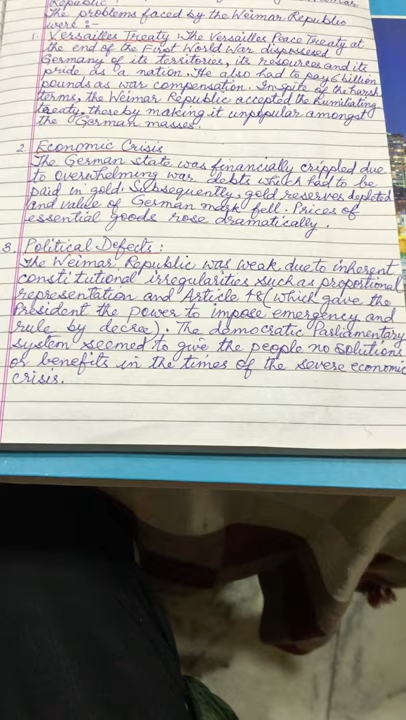 Republic
The problems faced by the Weimar Republic
were :-
1. Versailles Treaty : The Versailles Peace Treaty at
the end of the First World War dispossessed
Germany of its territories, its resources and its
pride as a nation. It also had to pay 6 billion
pounds as war compensation. Inspite of the harsh
terms, the Weimar Republic accepted the humiliating
treaty, thereby making it unpopular amongst
the German masses.
2. Economic Crisis
The German state was financially crippled due
to overwhelming war debts which had to be
paid in gold. Subsequently, gold reserves depleted
and value of German mark fell. Prices of
essential goods rose dramatically.
3. Political Defects :
The Weimar Republic was weak due to inherent
constitutional irregularities such as proportional
representation and Article 48 (which gave the
President the power to impose emergency and
rule by decree). The democratic Parliamentary
system seemed to give the people no solutions
or benefits in the times of the severe economic
crisis.